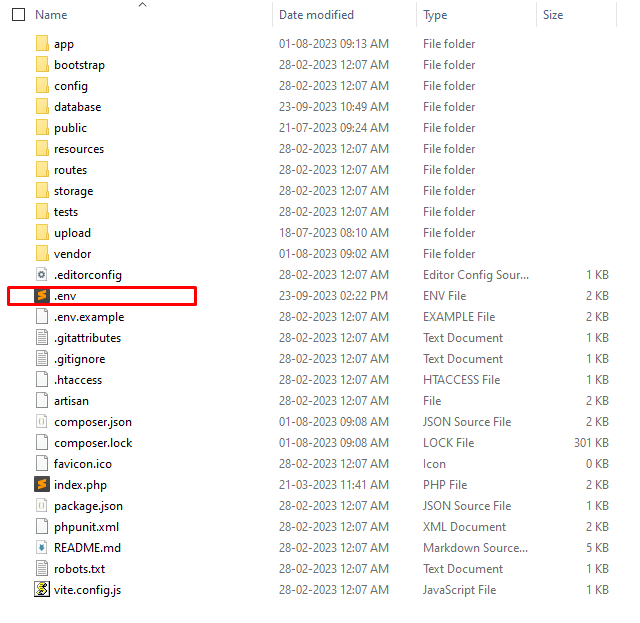 Name Date modified Type Size
app 01-08-2023 09:13 AM File folder
bootstrap 28-02-2023 12:07 AM File folder
config 28-02-2023 12:07 AM File folder
database 23-09-2023 10:49 AM File folder
public 21-07-2023 09:24 AM File folder
resources 28-02-2023 12:07 AM File folder
routes 28-02-2023 12:07 AM File folder
storage 28-02-2023 12:07 AM File folder
tests 28-02-2023 12:07 AM File folder
upload 18-07-2023 08:10 AM File folder
vendor 01-08-2023 09:02 AM File folder
.editorconfig 28-02-2023 12:07 AM Editor Config Sour... 1 KB
.env 23-09-2023 02:22 PM ENV File 2 KB
.env.example 28-02-2023 12:07 AM EXAMPLE File 2 KB
.gitattributes 28-02-2023 12:07 AM Text Document 1 KB
.gitignore 28-02-2023 12:07 AM Text Document 1 KB
.htaccess 28-02-2023 12:07 AM HTACCESS File 1 KB
artisan 28-02-2023 12:07 AM File 2 KB
composer.json 01-08-2023 09:08 AM JSON Source File 2 KB
composer.lock 01-08-2023 09:08 AM LOCK File 301 KB
favicon.ico 28-02-2023 12:07 AM Icon 0 KB
index.php 21-03-2023 11:41 AM PHP File 2 KB
package.json 28-02-2023 12:07 AM JSON Source File 1 KB
phpunit.xml 28-02-2023 12:07 AM XML Document 2 KB
README.md 28-02-2023 12:07 AM Markdown Source... 5 KB
robots.txt 28-02-2023 12:07 AM Text Document 1 KB
vite.config.js 28-02-2023 12:07 AM JavaScript File 1 KB